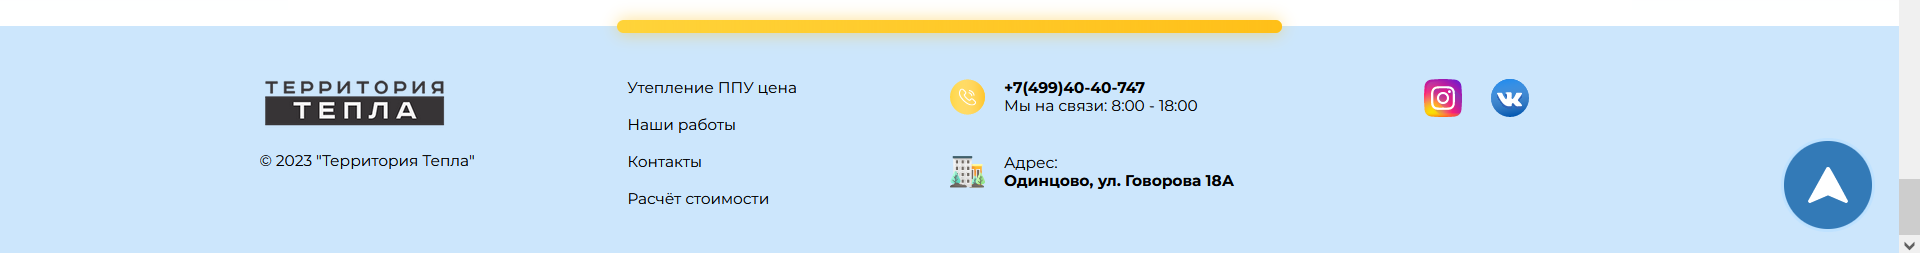 ТЕРРИТОРИЯ
ТЕПЛА
© 2023 "Территория Тепла"
Утепление ППУ цена
Наши работы
Контакты
Расчёт стоимости
+7(499)40-40-747
Мы на связи: 8:00 - 18:00
Адрес:
Одинцово, ул. Говорова 18А